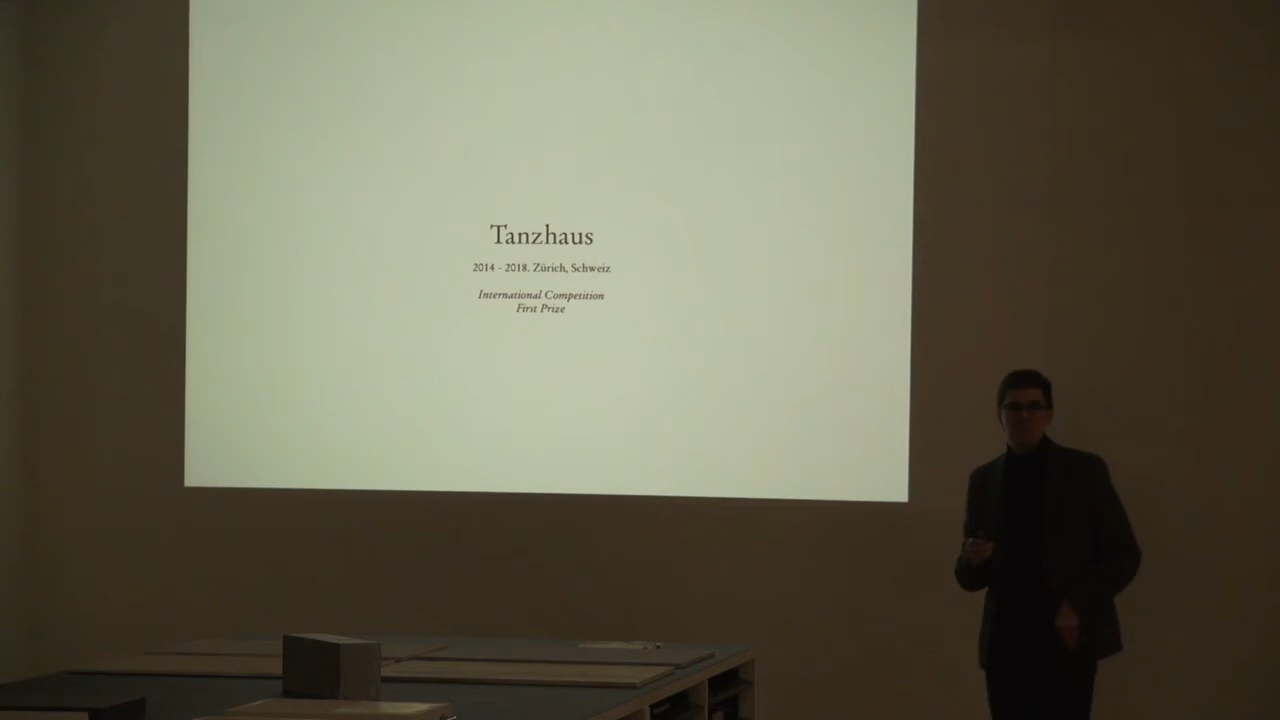 Tanzhaus
2014 - 2018. Zürich, Schweiz
International Competition
First Prize